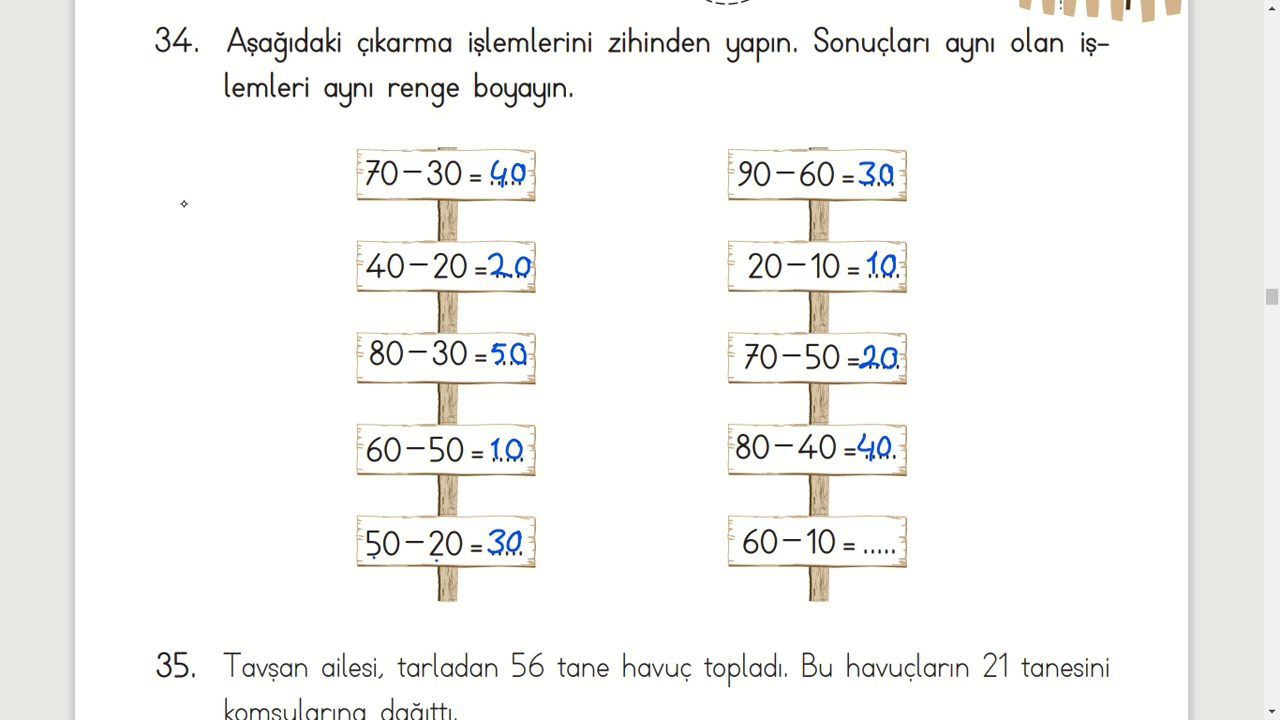 34. Aşağıdaki çıkarma işlemlerini zihinden yapın. Sonuçları aynı olan iş-
lemleri aynı renge boyayın.
70-30 = 40
40-20 = 20
80-30 = 50
60-50 = 10
50-20 = 30
90-60 = 30
20-10 = 10
70-50 = 20
80-40 = 40
60-10 = .....
35. Tavşan ailesi, tarladan 56 tane havuç topladı. Bu havuçların 21 tanesini
komşularına dağıttı.